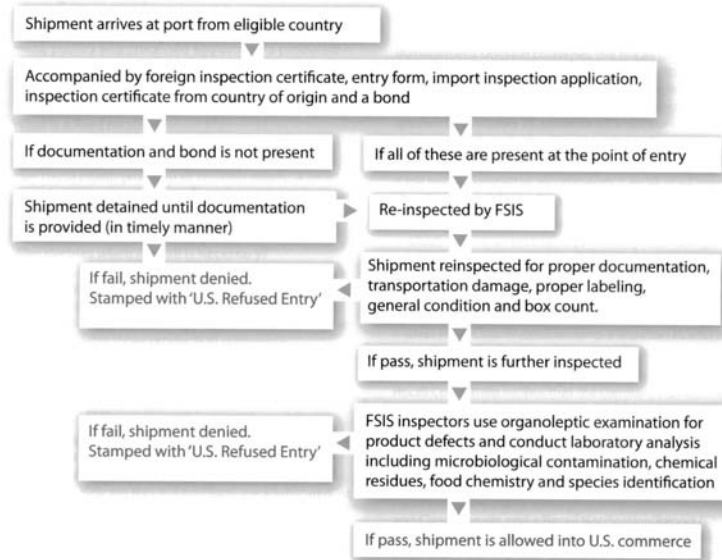 Shipment arrives at port from eligible country
Accompanied by foreign inspection certificate, entry form, import inspection application,
inspection certificate from country of origin and a bond
If documentation and bond is not present
If all of these are present at the point of entry
Shipment detained until documentation
is provided (in timely manner)
Re-inspected by FSIS
If fail, shipment denied.
Stamped with 'U.S. Refused Entry'
Shipment reinspected for proper documentation,
transportation damage, proper labeling,
general condition and box count.
If pass, shipment is further inspected
If fail, shipment denied.
Stamped with 'U.S. Refused Entry'
FSIS inspectors use organoleptic examination for
product defects and conduct laboratory analysis
including microbiological contamination, chemical
residues, food chemistry and species identification
If pass, shipment is allowed into U.S. commerce